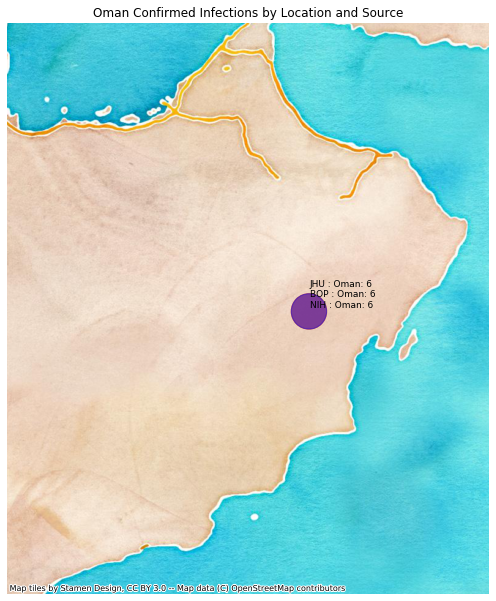 Oman Confirmed Infections by Location and Source
JHU : Oman: 6
BOP : Oman: 6
NIH : Oman: 6
Map tiles by Stamen Design, CC BY 3.0 -- Map data (C) OpenStreetMap contributors